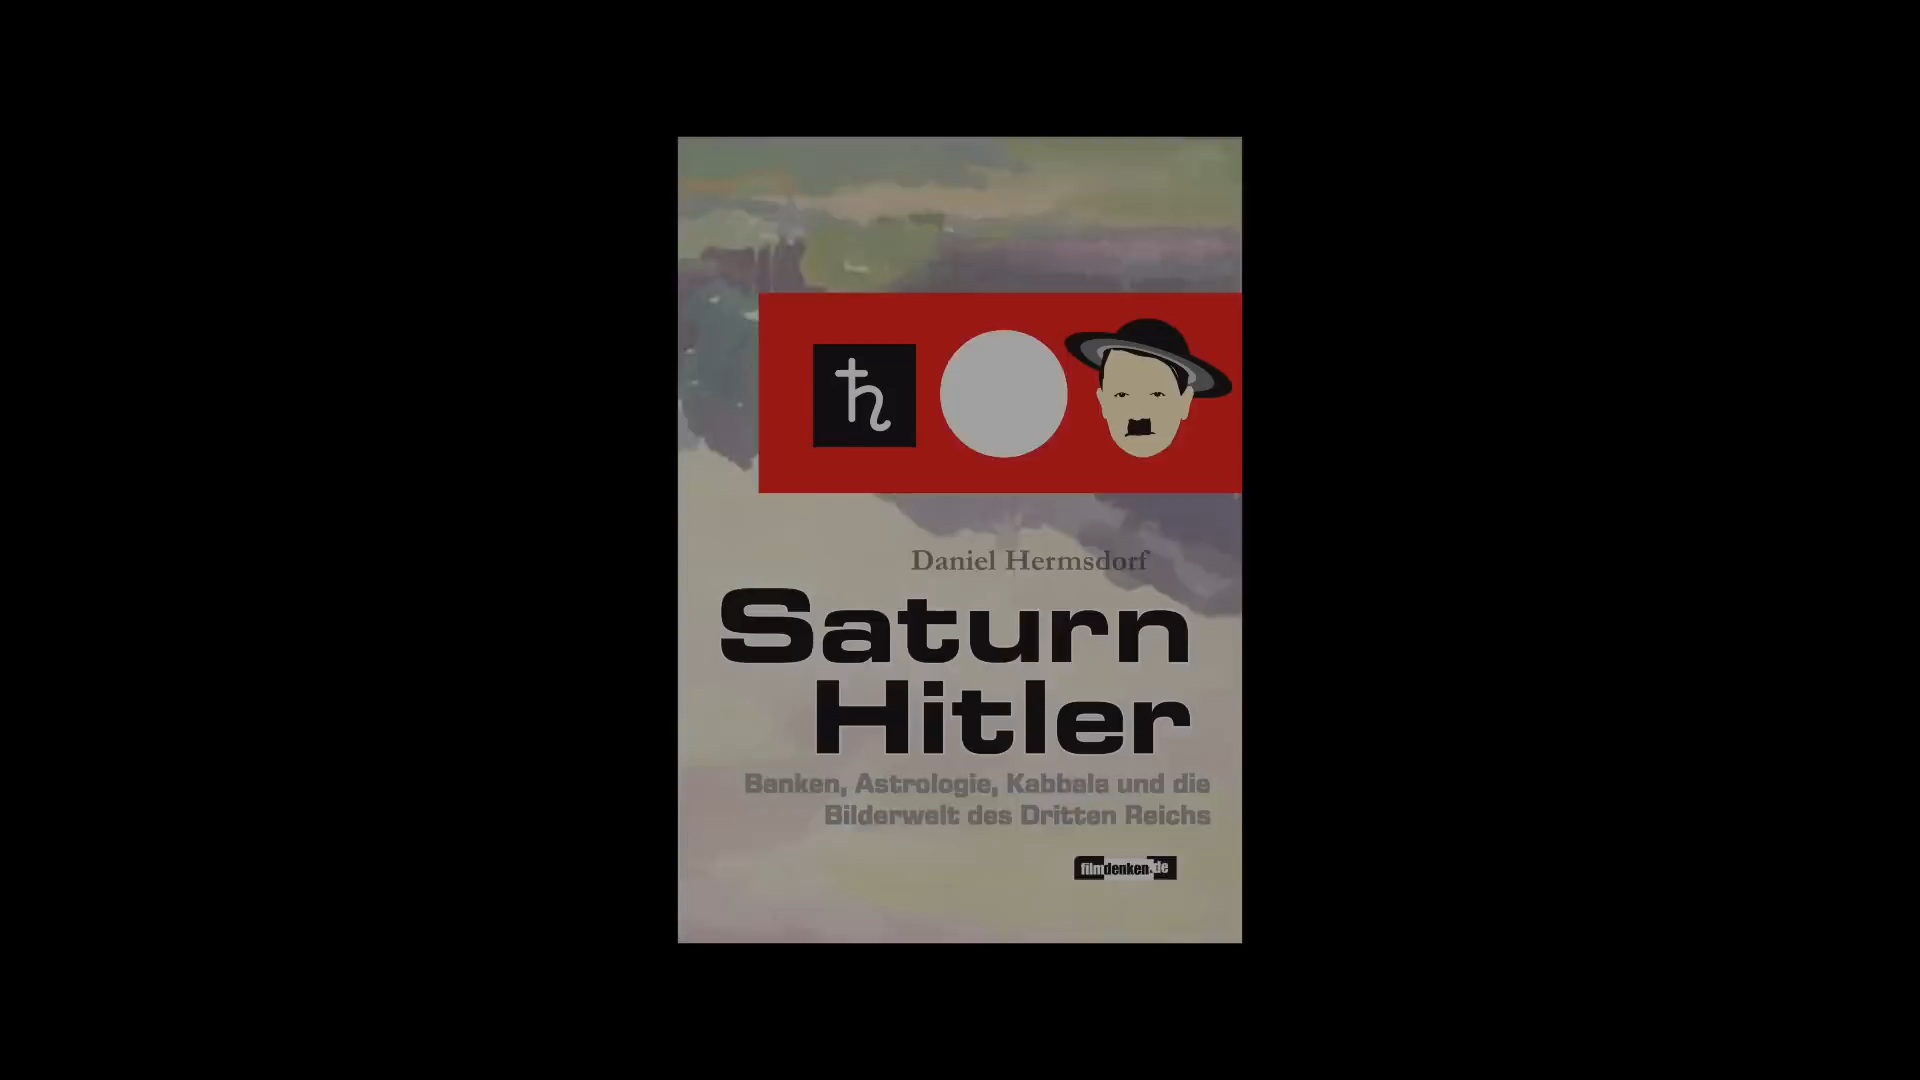 Daniel Hermsdorf
Saturn
Hitler
Banken, Astrologie, Kabbala und die
Bilderwelt des Dritten Reichs
filmdenken.de